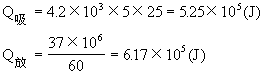 Q吸 = 4.2×10³×5×25 = 5.25×10⁵(J)
Q放 = 37×10⁶/60 = 6.17×10⁵(J)